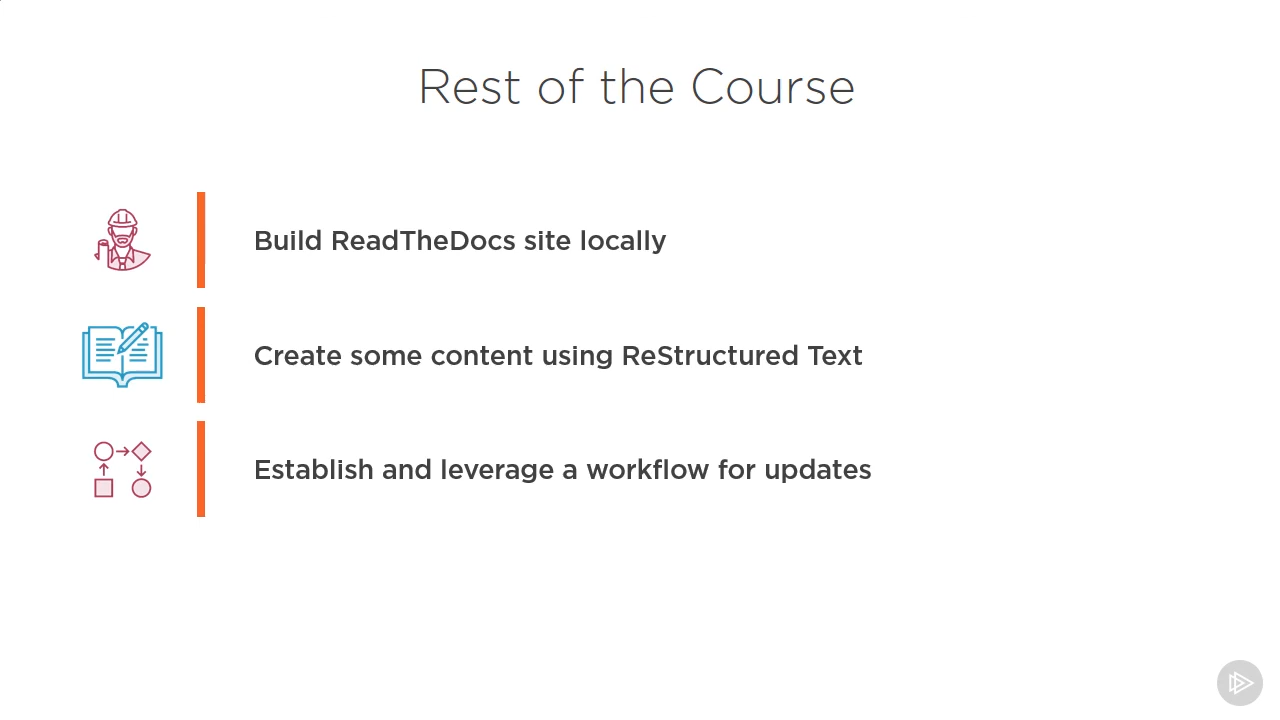 Rest of the Course
Build ReadTheDocs site locally
Create some content using ReStructured Text
Establish and leverage a workflow for updates